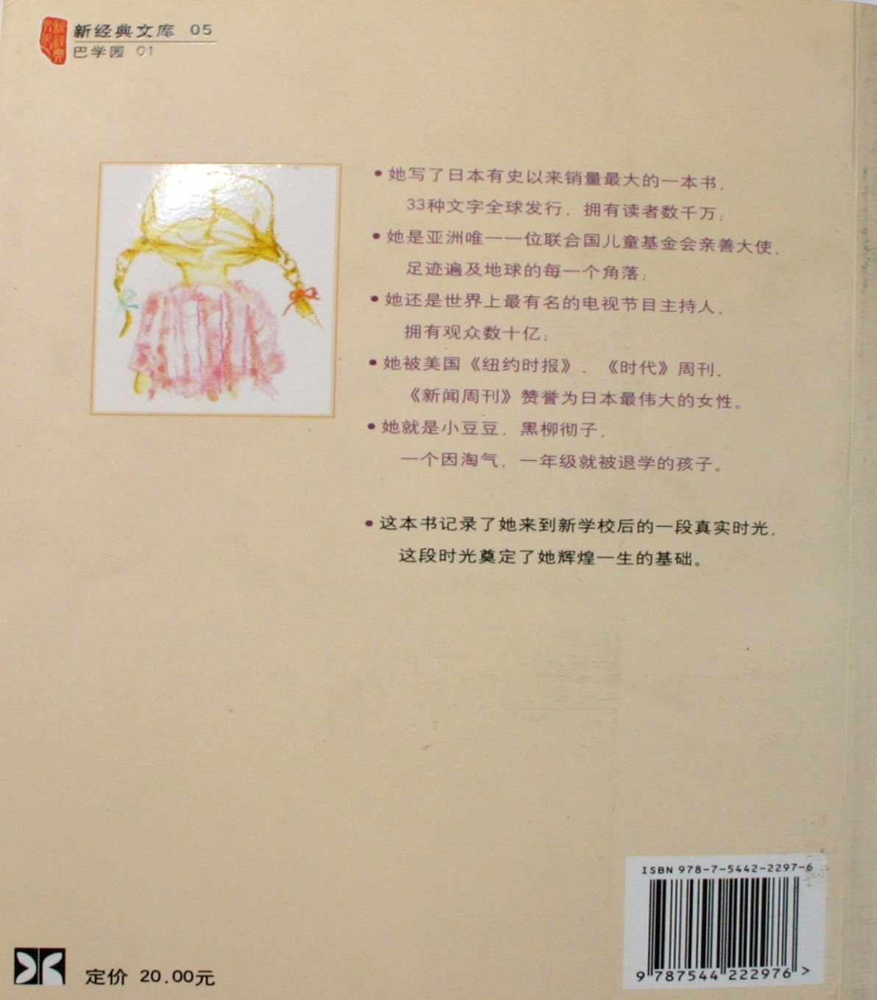 新经典文库 05
巴学园 01
•她写了日本有史以来销量最大的一本书，
33种文字全球发行，拥有读者数千万；
•她是亚洲唯一一位联合国儿童基金会亲善大使，
足迹遍及地球的每一个角落；
•她还是世界上最有名的电视节目主持人，
拥有观众数十亿；
•她被美国《纽约时报》、《时代》周刊、
《新闻周刊》赞誉为日本最伟大的女性。
•她就是小豆豆，黑柳彻子，
一个因淘气，一年级就被退学的孩子。
•这本书记录了她来到新学校后的一段真实时光，
这段时光奠定了她辉煌一生的基础。
ISBN 978-7-5442-2297-6
9 787544 222976 >
定价 20.00元